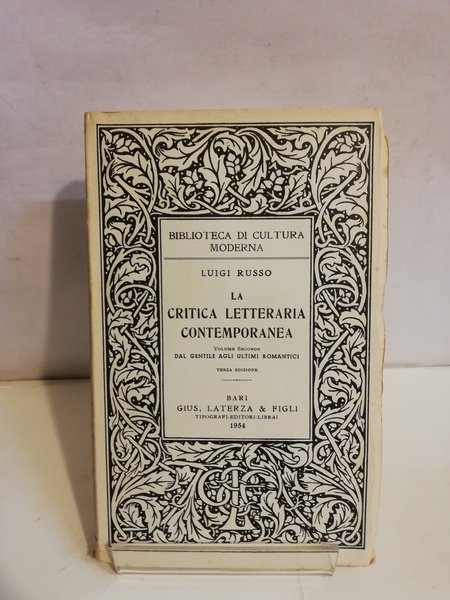 BIBLIOTECA DI CULTURA
MODERNA
LUIGI RUSSO
LA
CRITICA LETTERARIA
CONTEMPORANEA
VOLUME SECONDO
DAL GENTILE AGLI ULTIMI ROMANTICI
TERZA EDIZIONE
BARI
GIUS. LATERZA & FIGLI
TIPOGRAFI-EDITORI-LIBRAI
1954